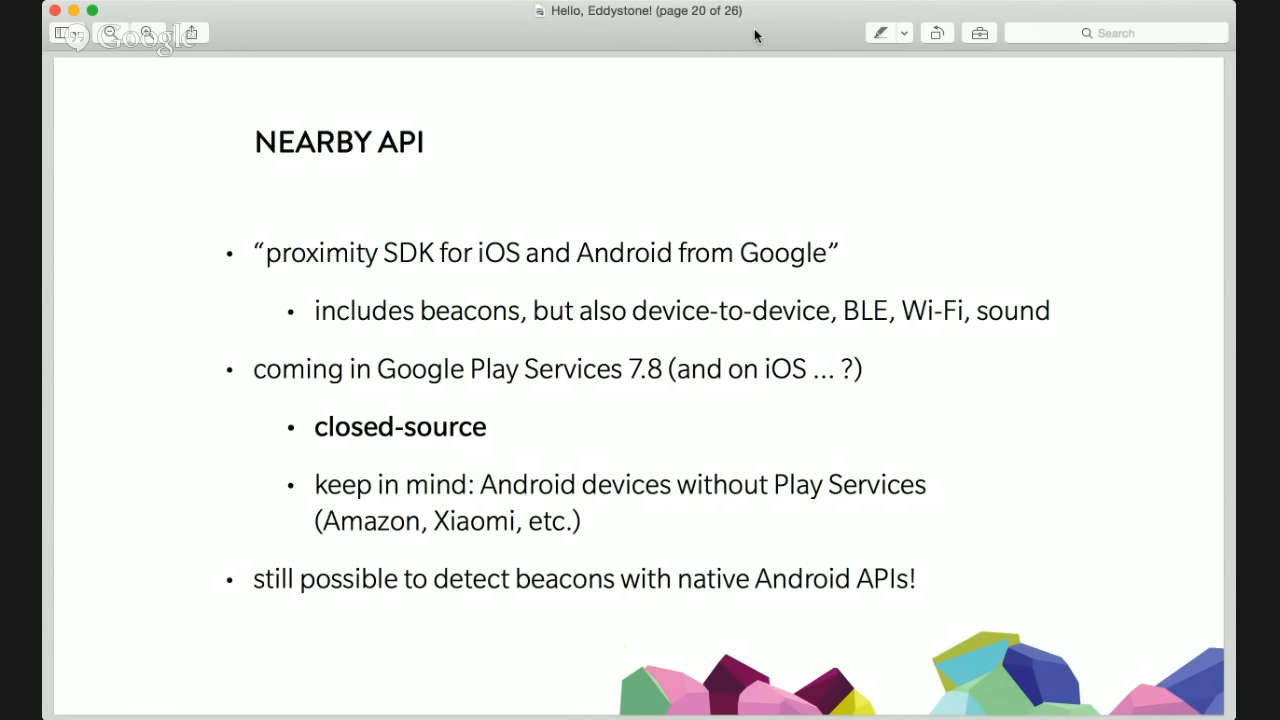 Hello, Eddystone! (page 20 of 26)
Google
Search
NEARBY API
• “proximity SDK for iOS and Android from Google”
• includes beacons, but also device-to-device, BLE, Wi-Fi, sound
• coming in Google Play Services 7.8 (and on iOS … ?)
• closed-source
• keep in mind: Android devices without Play Services
(Amazon, Xiaomi, etc.)
• still possible to detect beacons with native Android APIs!